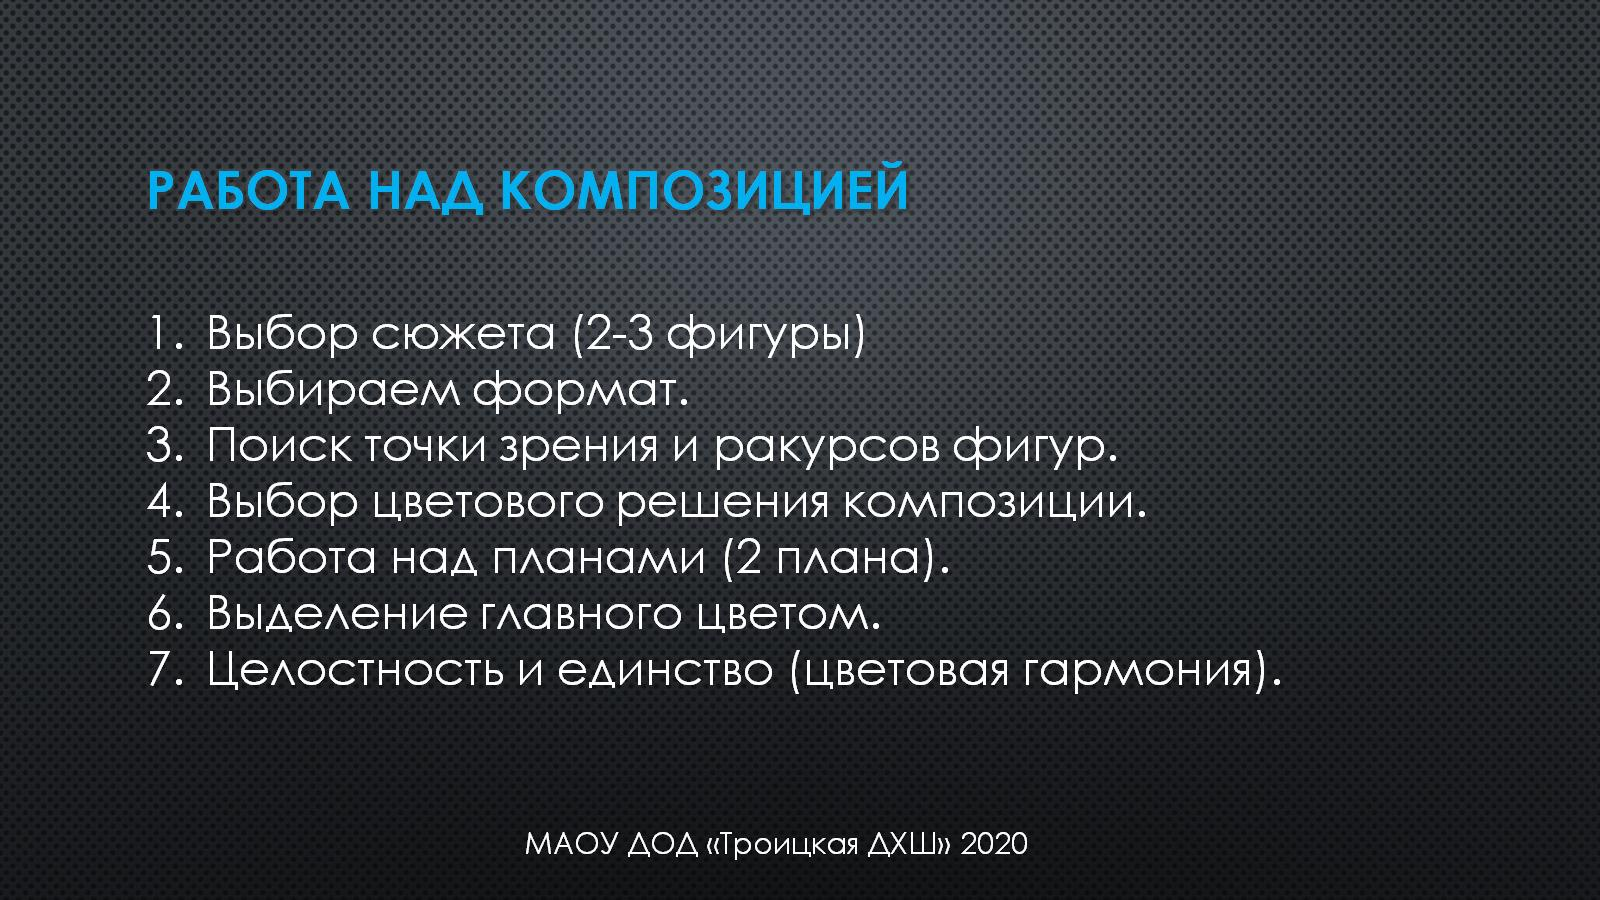 РАБОТА НАД КОМПОЗИЦИЕЙ
1. Выбор сюжета (2-3 фигуры)
2. Выбираем формат.
3. Поиск точки зрения и ракурсов фигур.
4. Выбор цветового решения композиции.
5. Работа над планами (2 плана).
6. Выделение главного цветом.
7. Целостность и единство (цветовая гармония).
МАОУ ДОД «Троицкая ДХШ» 2020